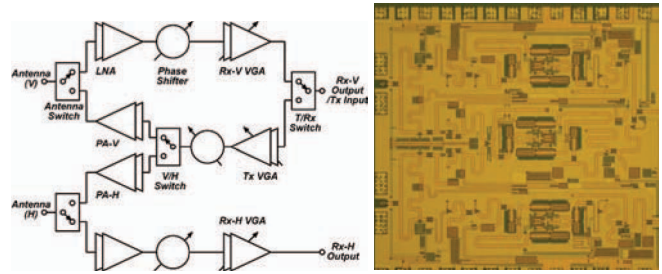 LNA
Phase
Shifter
Rx-V VGA
Antenna
(V)
Antenna
Switch
Rx-V
Output
/Tx Input
T/Rx
Switch
PA-V
V/H
Switch
Tx VGA
PA-H
Antenna
(H)
Rx-H VGA
Rx-H
Output